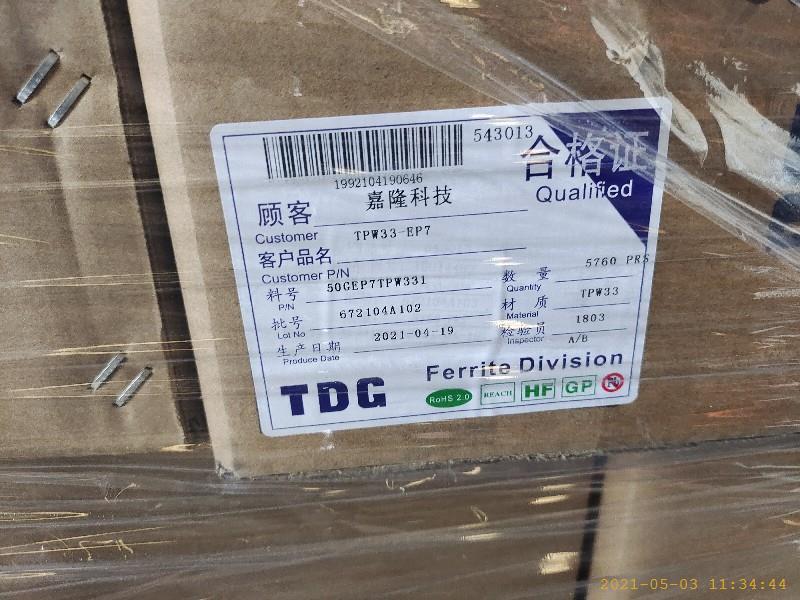 543013
1992104190646
合格证
Qualified
顾客 嘉隆科技
Customer
客户品名 TPW33-EP7
Customer P/N
料号 50GEP7TPW331
P/N
批号 672104A102
Lot No
生产日期 2021-04-19
Produce Date
数 量 5760 PRS
Quantity
材 质 TPW33
Material
检验员 1803
Inspector A/B
TDG Ferrite Division
RoHS 2.0 REACH HF GP
2021-05-03 11:34:44